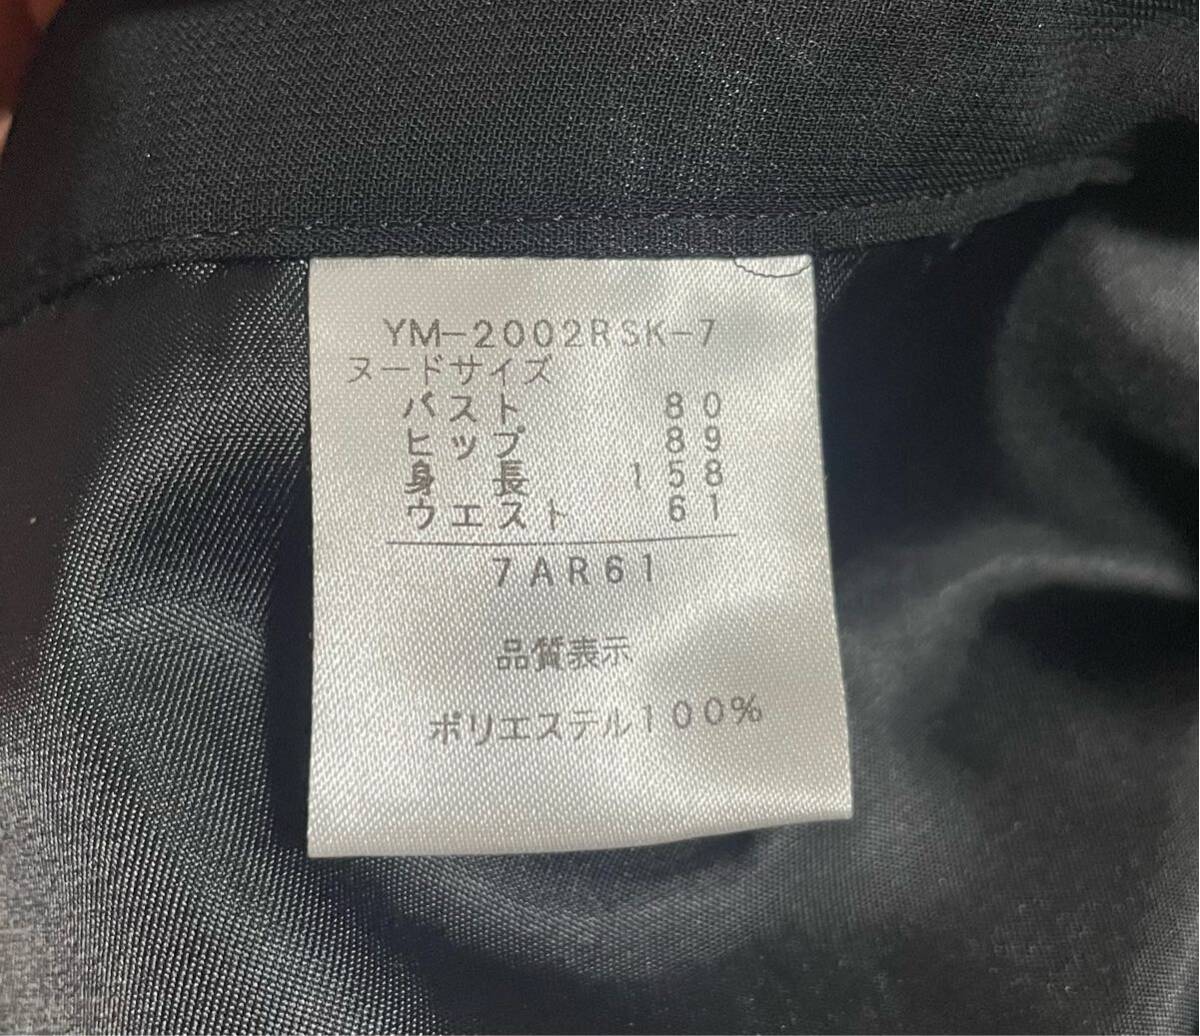 YM-2002RSK-7
ヌードサイズ
バスト 80
ヒップ 89
身長 158
ウエスト 61
7AR61
品質表示
ポリエステル100%